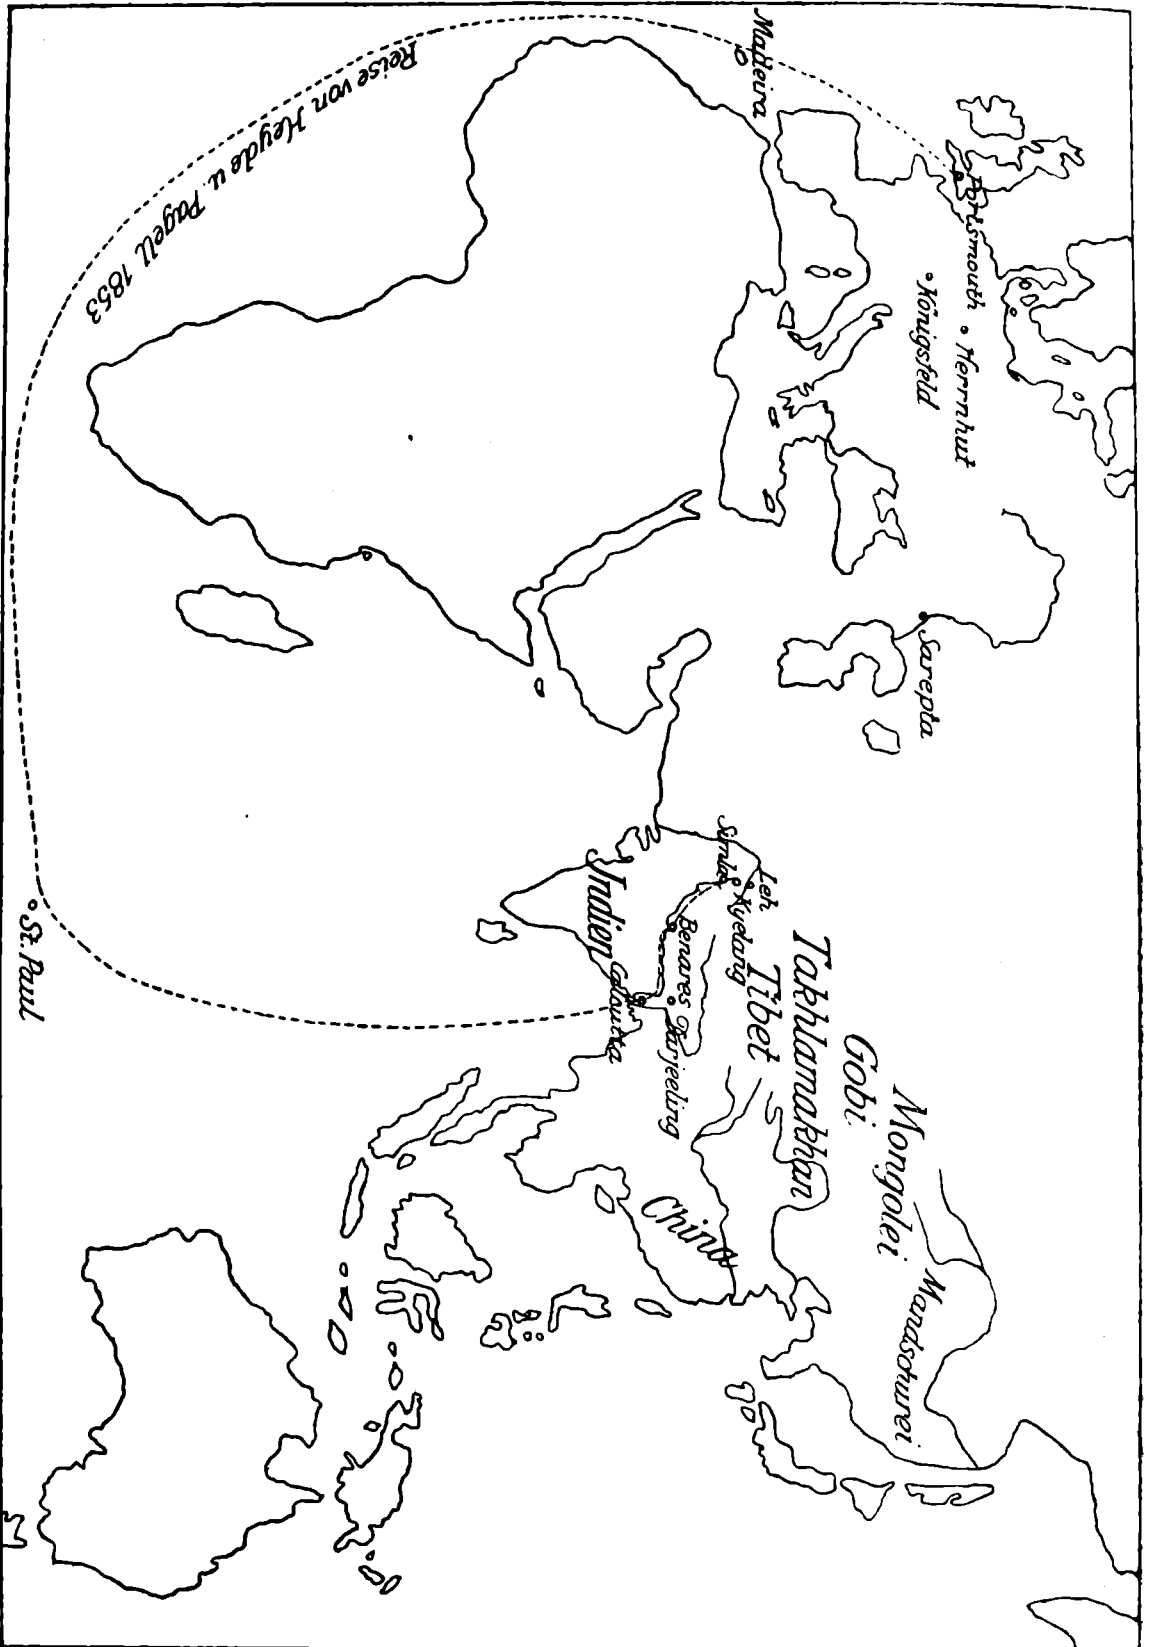 Portsmouth
Herrnhut
Königsfeld
Madeira
Sarepta
Reise von Heyde u. Pagell 1853
Leh
Simla
Kyelang
Benares
Darjeeling
Calcutta
Indien
Tibet
Takhlamakhan
Gobi
Mongolei
Mandschurei
China
St. Paul